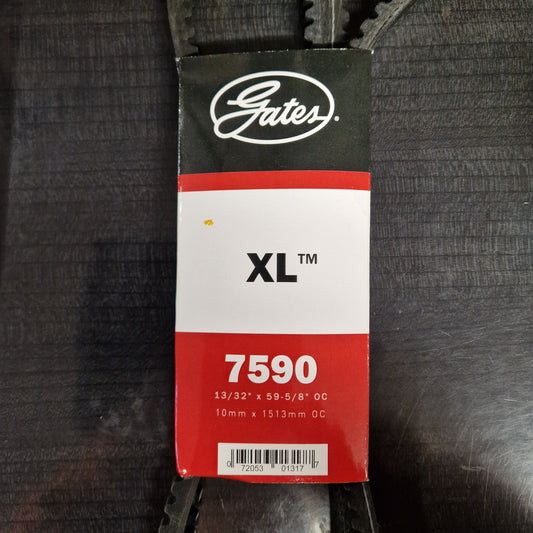 Gates®
XL™
7590
13/32" x 59-5/8" OC
10mm x 1513mm OC
0 72053 01317 7